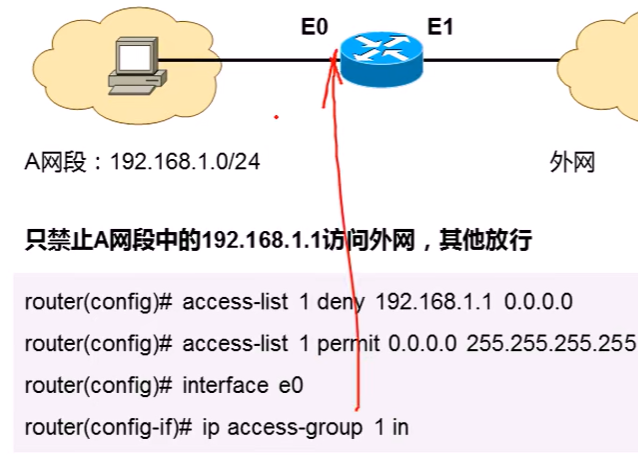 E0 E1
A网段：192.168.1.0/24 外网
只禁止A网段中的192.168.1.1访问外网，其他放行
router(config)# access-list 1 deny 192.168.1.1 0.0.0.0
router(config)# access-list 1 permit 0.0.0.0 255.255.255.255
router(config)# interface e0
router(config-if)# ip access-group 1 in